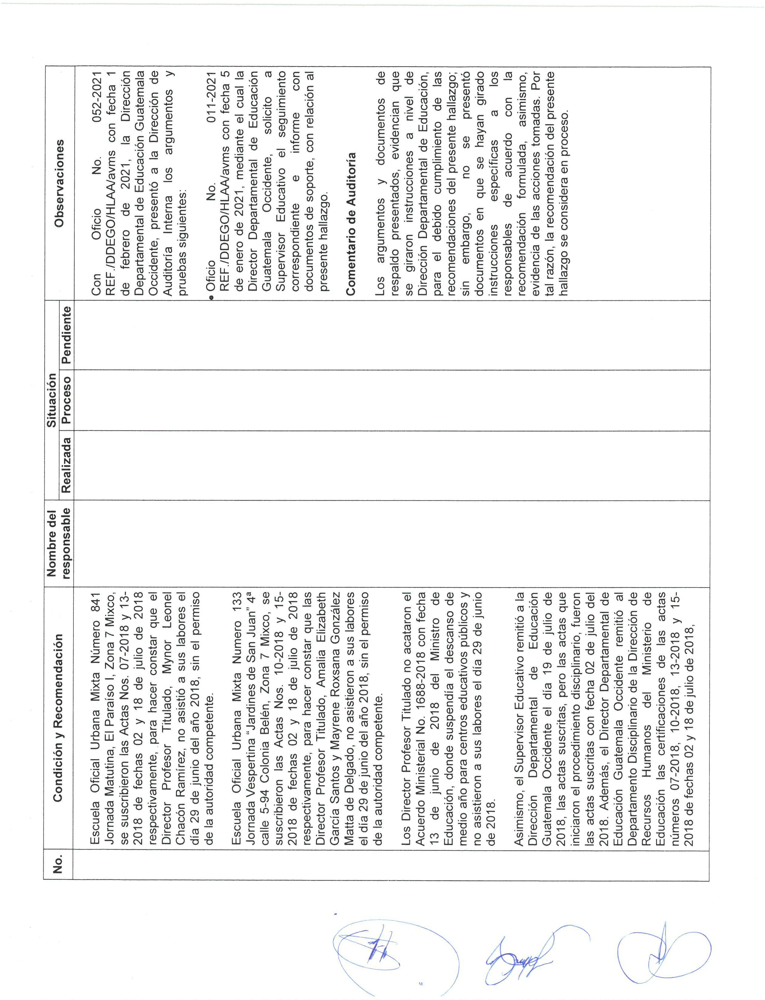 No.
Condición y Recomendación
Nombre del
responsable
Situación
Realizada
Proceso
Pendiente
Observaciones
Escuela Oficial Urbana Mixta Número 841
Jornada Matutina, El Paraíso I, Zona 7 Mixco,
se suscribieron las Actas Nos. 07-2018 y 13-
2018 de fechas 02 y 18 de julio de 2018
respectivamente, para hacer constar que el
Director Profesor Titulado, Mynor Leonel
Chacón Ramírez, no asistió a sus labores el
día 29 de junio del año 2018, sin el permiso
de la autoridad competente.
Escuela Oficial Urbana Mixta Numero 133
Jornada Vespertina “Jardines de San Juan” 4ª
calle 5-94 Colonia Belén, Zona 7 Mixco, se
suscribieron las Actas Nos. 10-2018 y 15-
2018 de fechas 02 y 18 de julio de 2018
respectivamente, para hacer constar que las
Director Profesor Titulado, Amalia Elizabeth
García Santos y Mayrene Roxsana González
Matta de Delgado, no asistieron a sus labores
el día 29 de junio del año 2018, sin el permiso
de la autoridad competente.
Los Director Profesor Titulado no acataron el
Acuerdo Ministerial No. 1688-2018 con fecha
13 de junio de 2018 del Ministro de
Educación, donde suspendía el descanso de
medio año para centros educativos públicos y
no asistieron a sus labores el día 29 de junio
de 2018.
Asimismo, el Supervisor Educativo remitió a la
Dirección Departamental de Educación
Guatemala Occidente el día 19 de julio de
2018, las actas suscritas, pero las actas que
iniciaron el procedimiento disciplinario, fueron
las actas suscritas con fecha 02 de julio del
2018. Además, el Director Departamental de
Educación Guatemala Occidente remitió al
Departamento Disciplinario de la Dirección de
Recursos Humanos del Ministerio de
Educación las certificaciones de las actas
números 07-2018, 10-2018, 13-2018 y 15-
2018 de fechas 02 y 18 de julio de 2018,
Con Oficio No. 052-2021
REF./DDEGO/HLAA/avms con fecha 1
de febrero de 2021, la Dirección
Departamental de Educación Guatemala
Occidente, presentó a la Dirección de
Auditoría Interna los argumentos y
pruebas siguientes:
• Oficio No. 011-2021
REF./DDEGO/HLAA/avms con fecha 5
de enero de 2021, mediante el cual la
Director Departamental de Educación
Guatemala Occidente, solicito a
Supervisor Educativo el seguimiento
correspondiente e informe con
documentos de soporte, con relación al
presente hallazgo.
Comentario de Auditoría
Los argumentos y documentos de
respaldo presentados, evidencian que
se giraron instrucciones a nivel de
Dirección Departamental de Educación,
para el debido cumplimiento de las
recomendaciones del presente hallazgo;
sin embargo, no se presentó
documentos en que se hayan girado
instrucciones específicas a los
responsables de acuerdo con la
recomendación formulada, asimismo,
evidencia de las acciones tomadas. Por
tal razón, la recomendación del presente
hallazgo se considera en proceso.